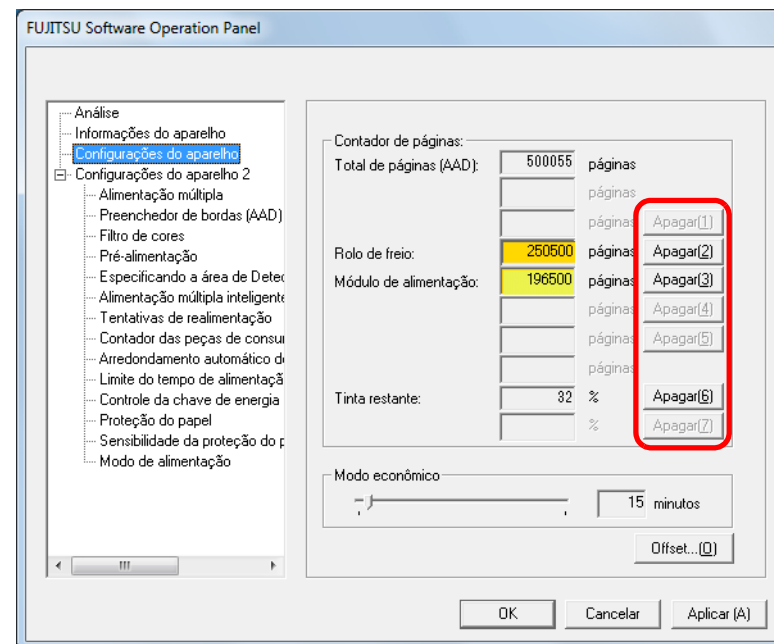 FUJITSU Software Operation Panel
Análise
Informações do aparelho
Configurações do aparelho
Configurações do aparelho 2
Alimentação múltipla
Preenchedor de bordas (AAD)
Filtro de cores
Pré-alimentação
Especificando a área de Detec
Alimentação múltipla inteligente
Tentativas de realimentação
Contador das peças de consu
Arredondamento automático d
Limite do tempo de alimentaçã
Controle da chave de energia
Proteção do papel
Sensibilidade da proteção do p
Modo de alimentação
Contador de páginas:
Total de páginas (AAD): 500055 páginas
páginas
páginas Apagar(1)
Rolo de freio: 250500 páginas Apagar(2)
Módulo de alimentação: 196500 páginas Apagar(3)
páginas Apagar(4)
páginas Apagar(5)
páginas
Tinta restante: 32 % Apagar(6)
% Apagar(7)
Modo econômico
15 minutos
Offset...(O)
OK Cancelar Aplicar (A)